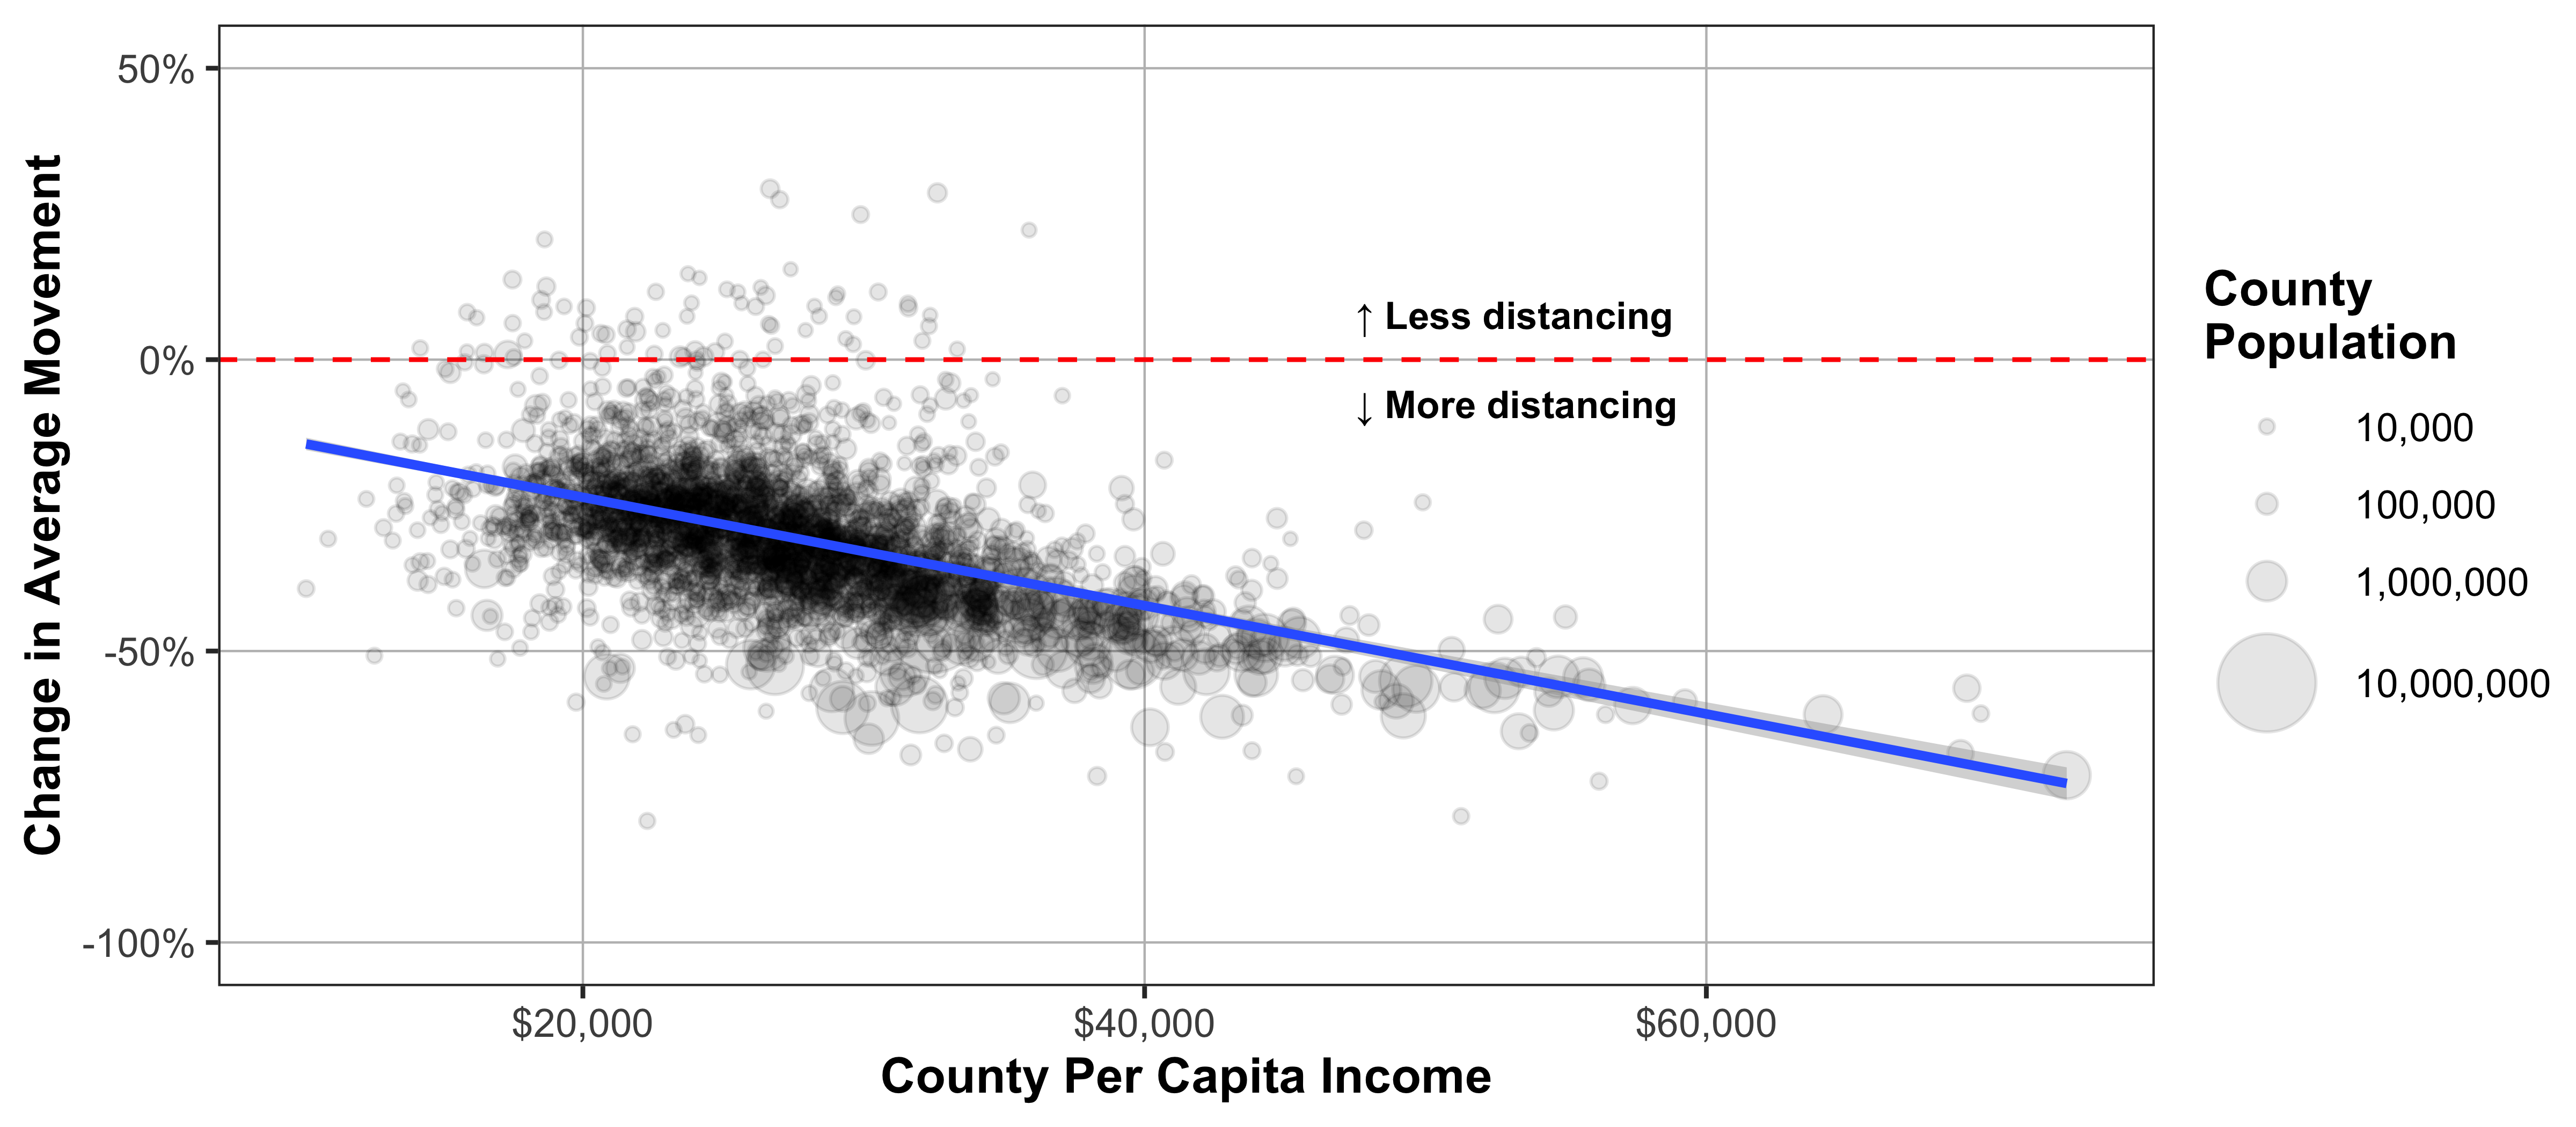 Change in Average Movement
50%
0%
-50%
-100%
↑ Less distancing
↓ More distancing
$20,000
$40,000
$60,000
County Per Capita Income
County
Population
10,000
100,000
1,000,000
10,000,000